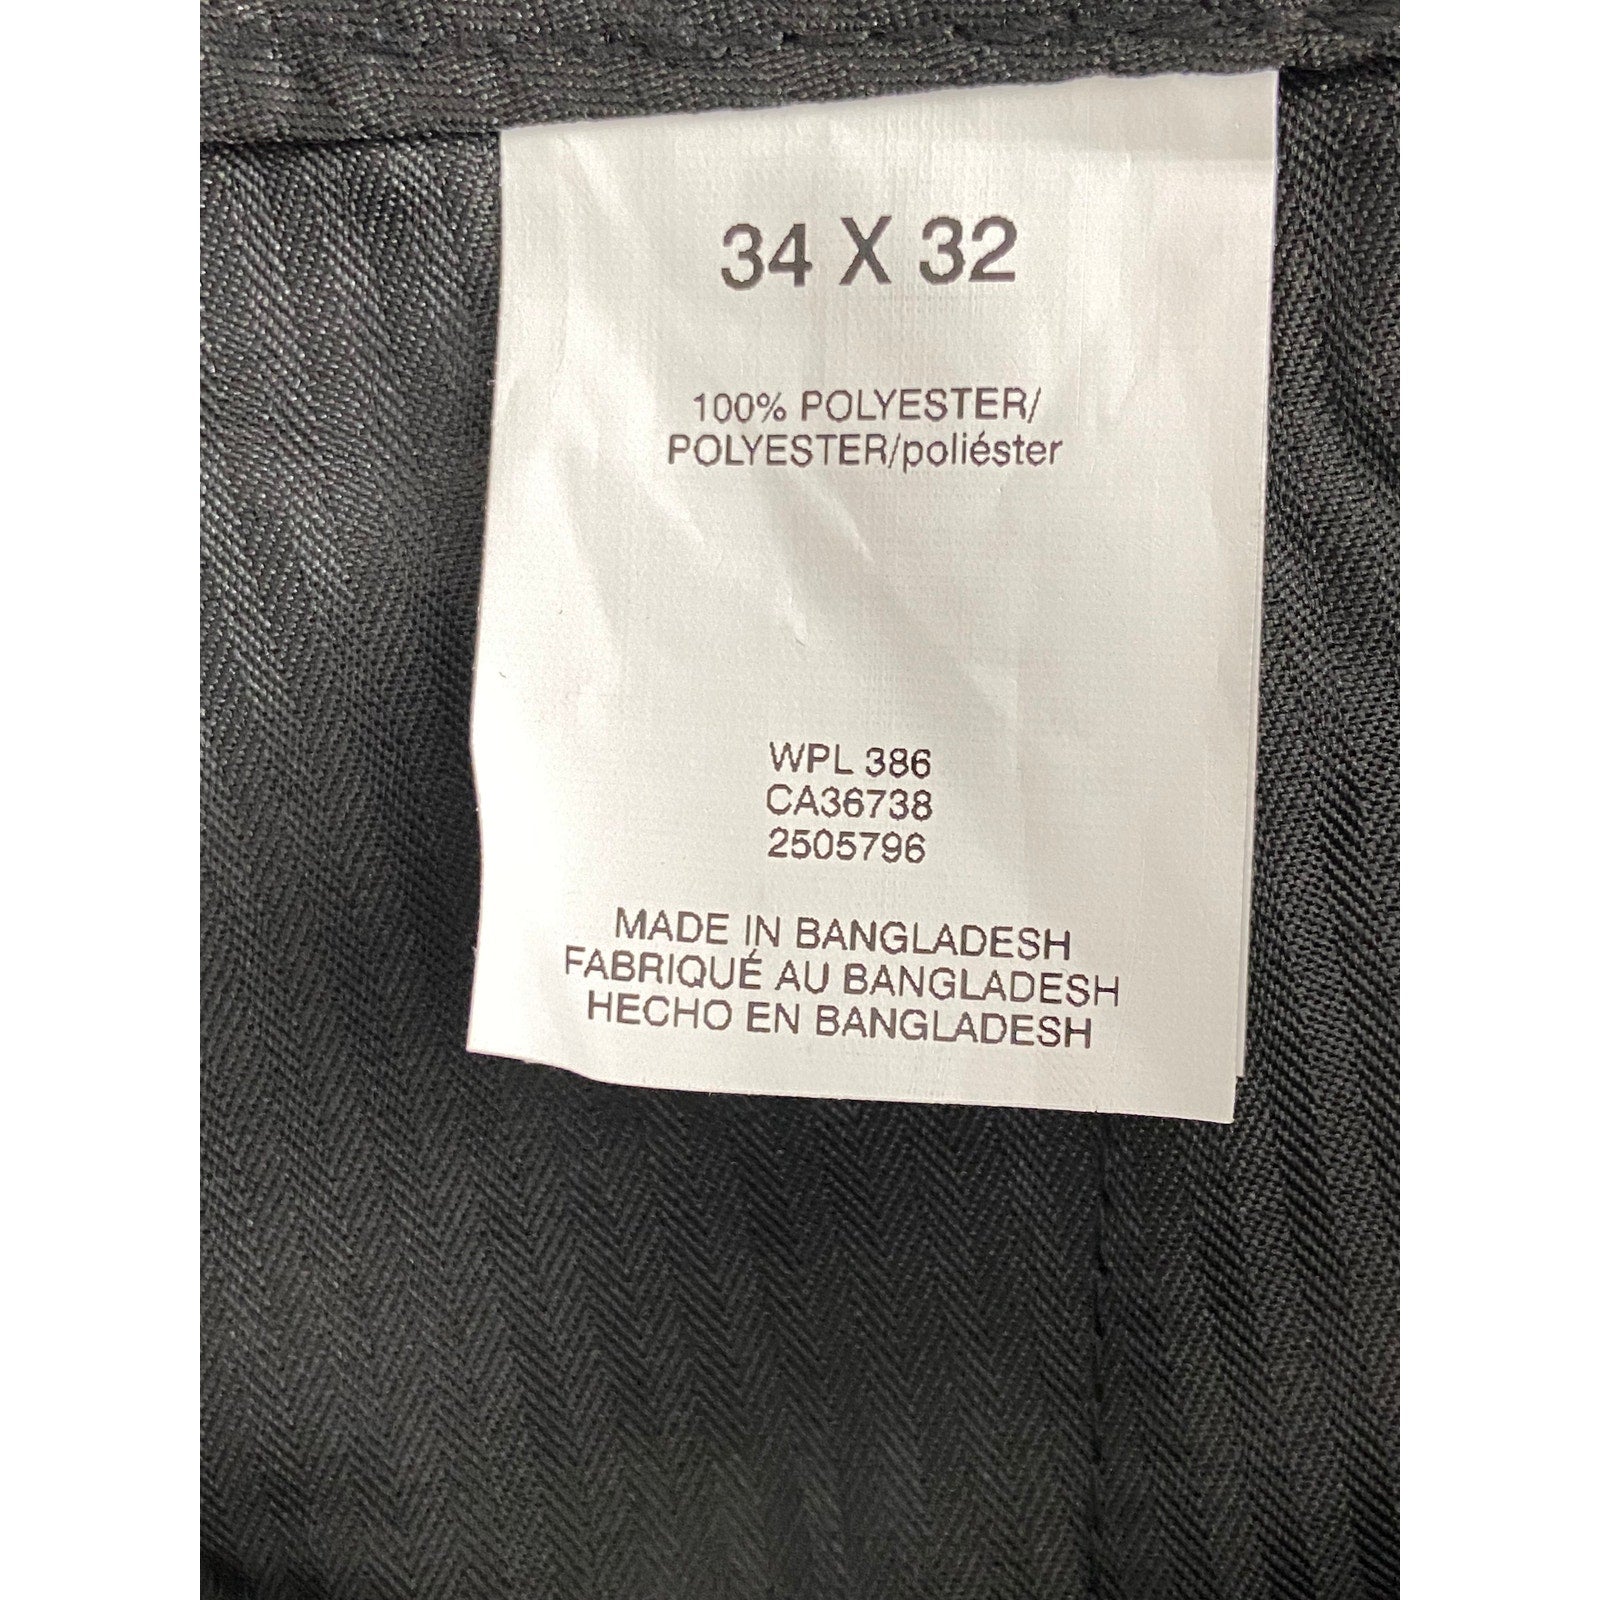 34 X 32
100% POLYESTER/
POLYESTER/poliéster
WPL 386
CA36738
2505796
MADE IN BANGLADESH
FABRIQUÉ AU BANGLADESH
HECHO EN BANGLADESH